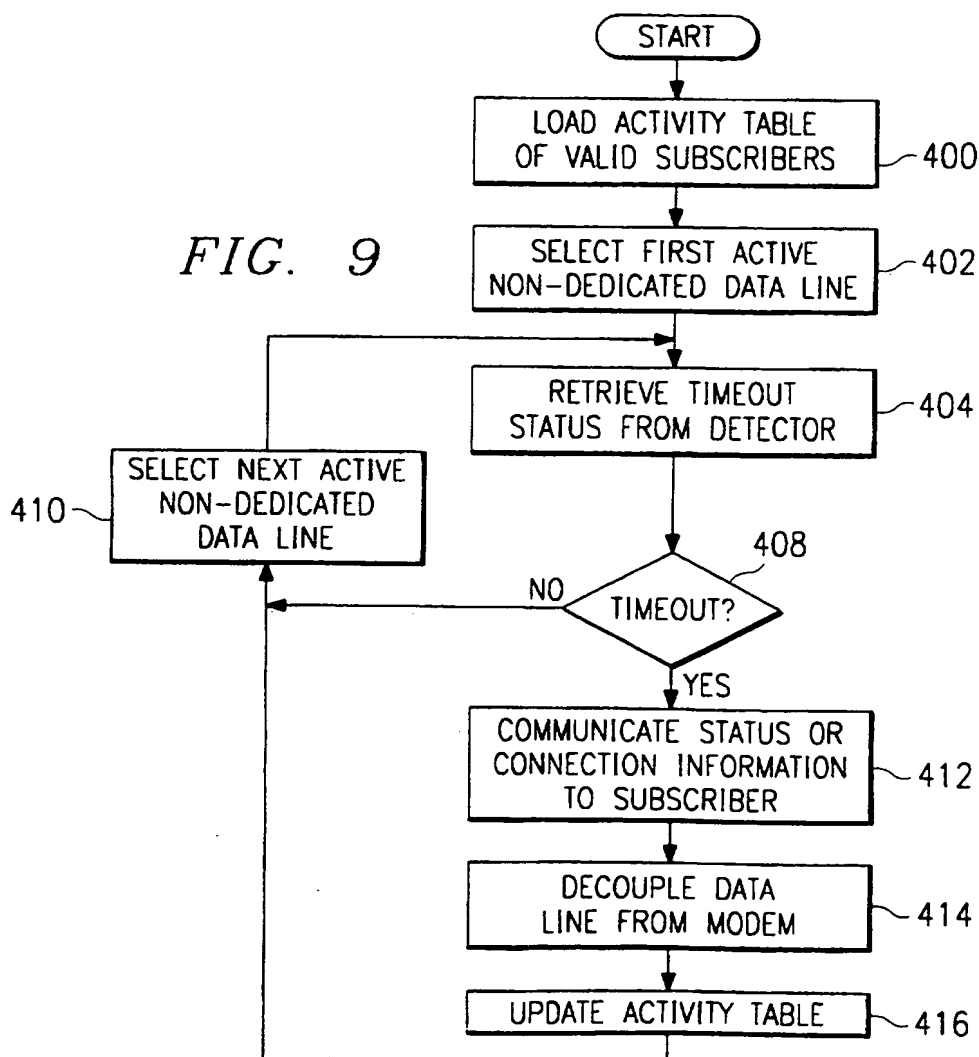 START
LOAD ACTIVITY TABLE
OF VALID SUBSCRIBERS
400
FIG. 9
SELECT FIRST ACTIVE
NON-DEDICATED DATA LINE
402
RETRIEVE TIMEOUT
STATUS FROM DETECTOR
404
SELECT NEXT ACTIVE
NON-DEDICATED
DATA LINE
410
408
TIMEOUT?
NO
YES
COMMUNICATE STATUS OR
CONNECTION INFORMATION
TO SUBSCRIBER
412
DECOUPLE DATA
LINE FROM MODEM
414
UPDATE ACTIVITY TABLE
416